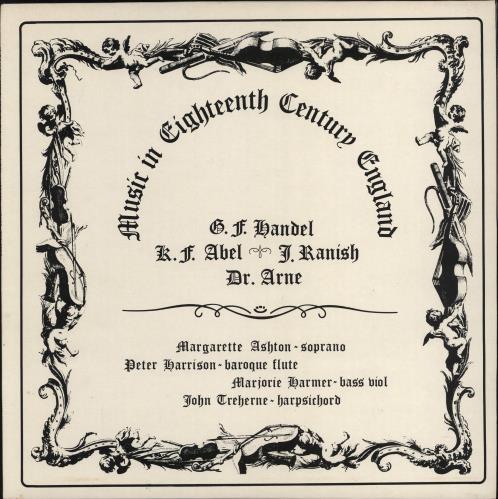 Music in Eighteenth Century England
G. F. Handel
K. F. Abel J. Ranish
Dr. Arne
Margarette Ashton - soprano
Peter Harrison - baroque flute
Marjorie Harmer - bass viol
John Treherne - harpsichord